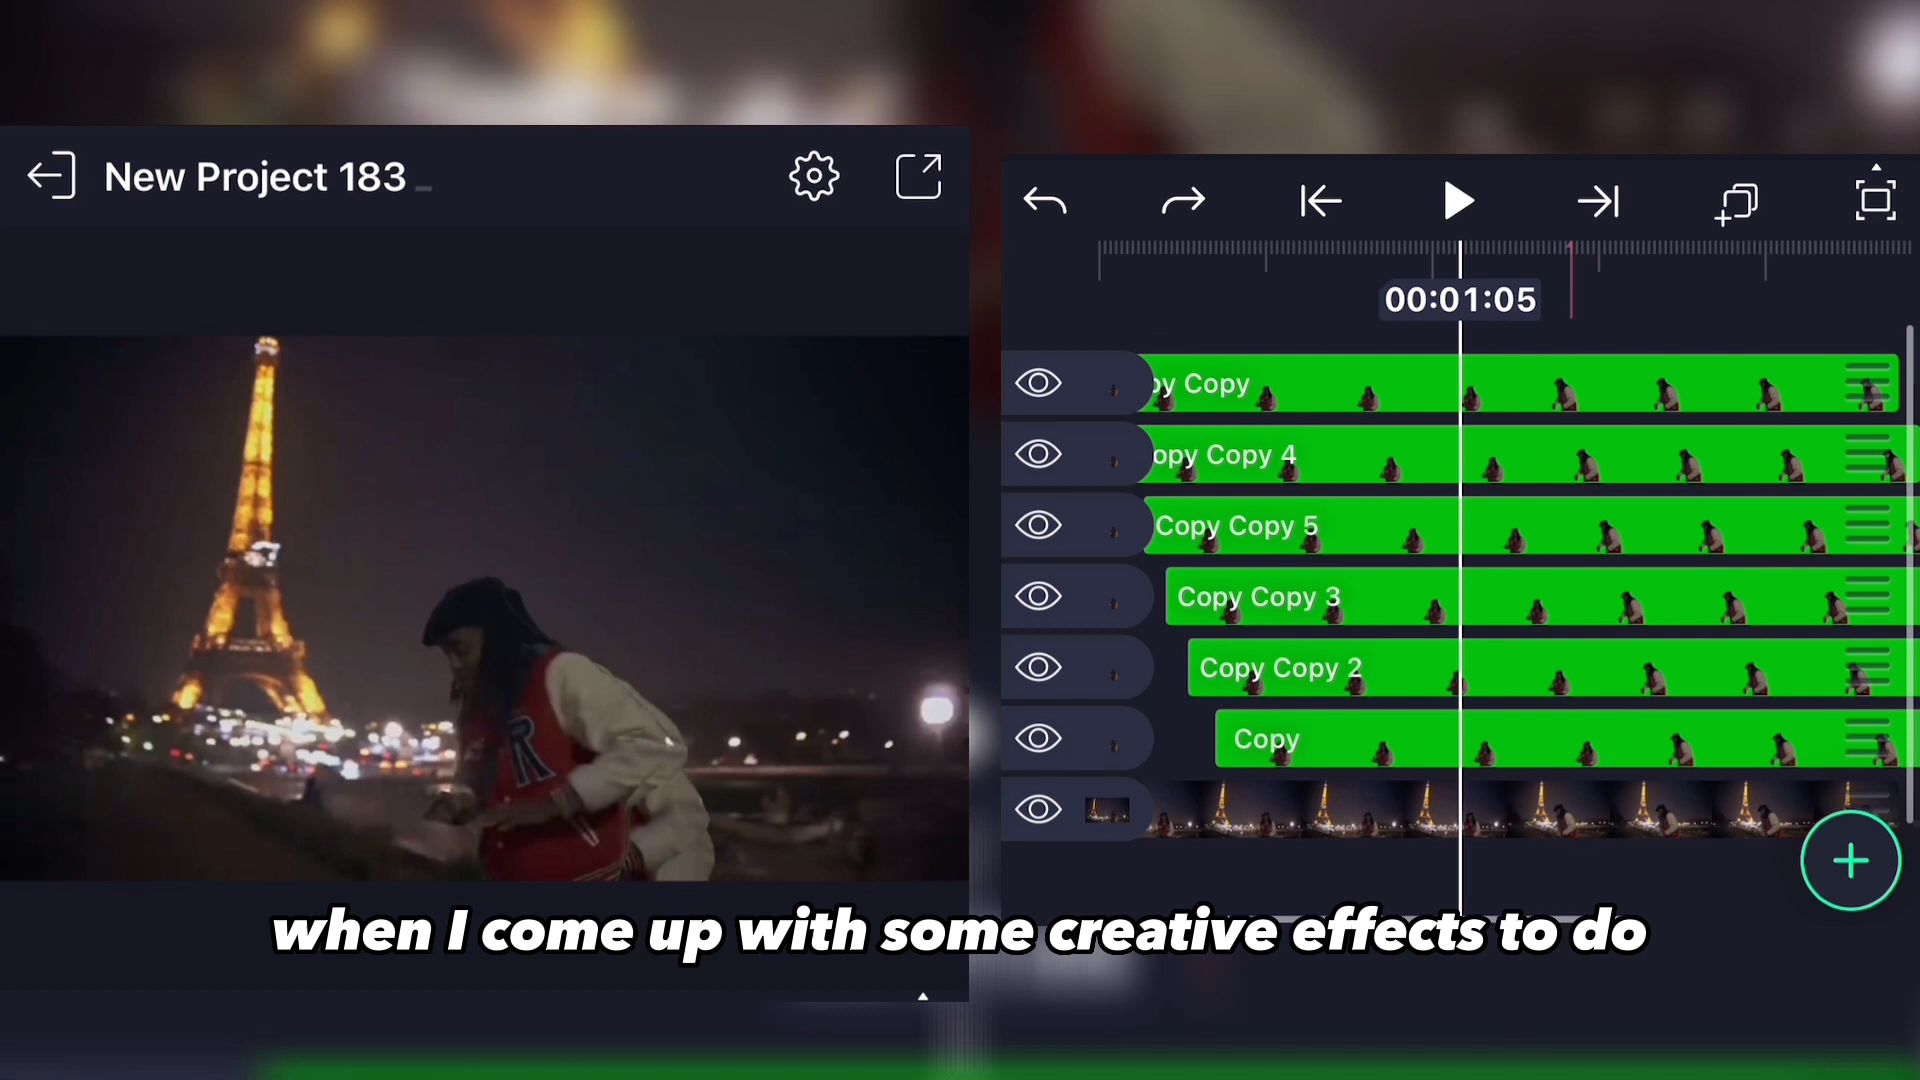 New Project 183
00:01:05
py Copy
opy Copy 4
Copy Copy 5
Copy Copy 3
Copy Copy 2
Copy
R
when I come up with some creative effects to do